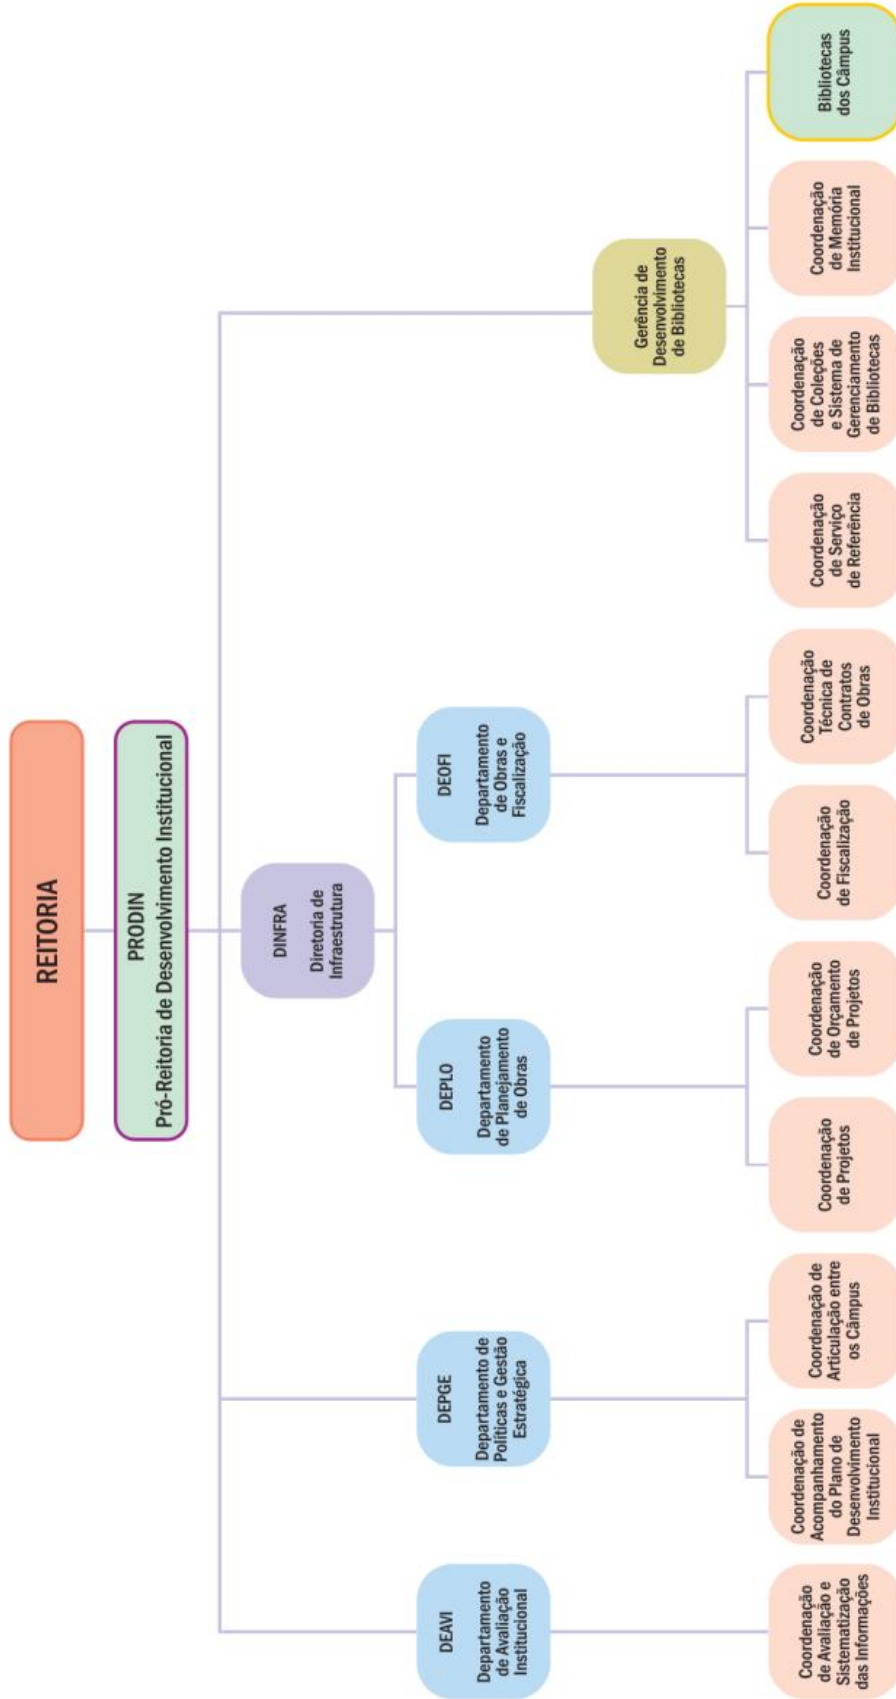 REITORIA
PRODIN
Pró-Reitoria de Desenvolvimento Institucional
DINFRA
Diretoria de
Infraestrutura
DEAVI
Departamento
de Avaliação
Institucional
DEPGE
Departamento de
Políticas e Gestão
Estratégica
DEPLO
Departamento
de Planejamento
de Obras
DEOFI
Departamento
de Obras e
Fiscalização
Gerência de
Desenvolvimento
de Bibliotecas
Coordenação
de Avaliação e
Sistematização
das Informações
Coordenação de
Acompanhamento
do Plano de
Desenvolvimento
Institucional
Coordenação de
Articulação entre
os Câmpus
Coordenação
de Projetos
Coordenação
de Orçamento
de Projetos
Coordenação
de Fiscalização
Coordenação
Técnica de
Contratos
de Obras
Coordenação
de Serviço
de Referência
Coordenação
de Coleções
e Sistema de
Gerenciamento
de Bibliotecas
Coordenação
de Memória
Institucional
Bibliotecas
dos Câmpus